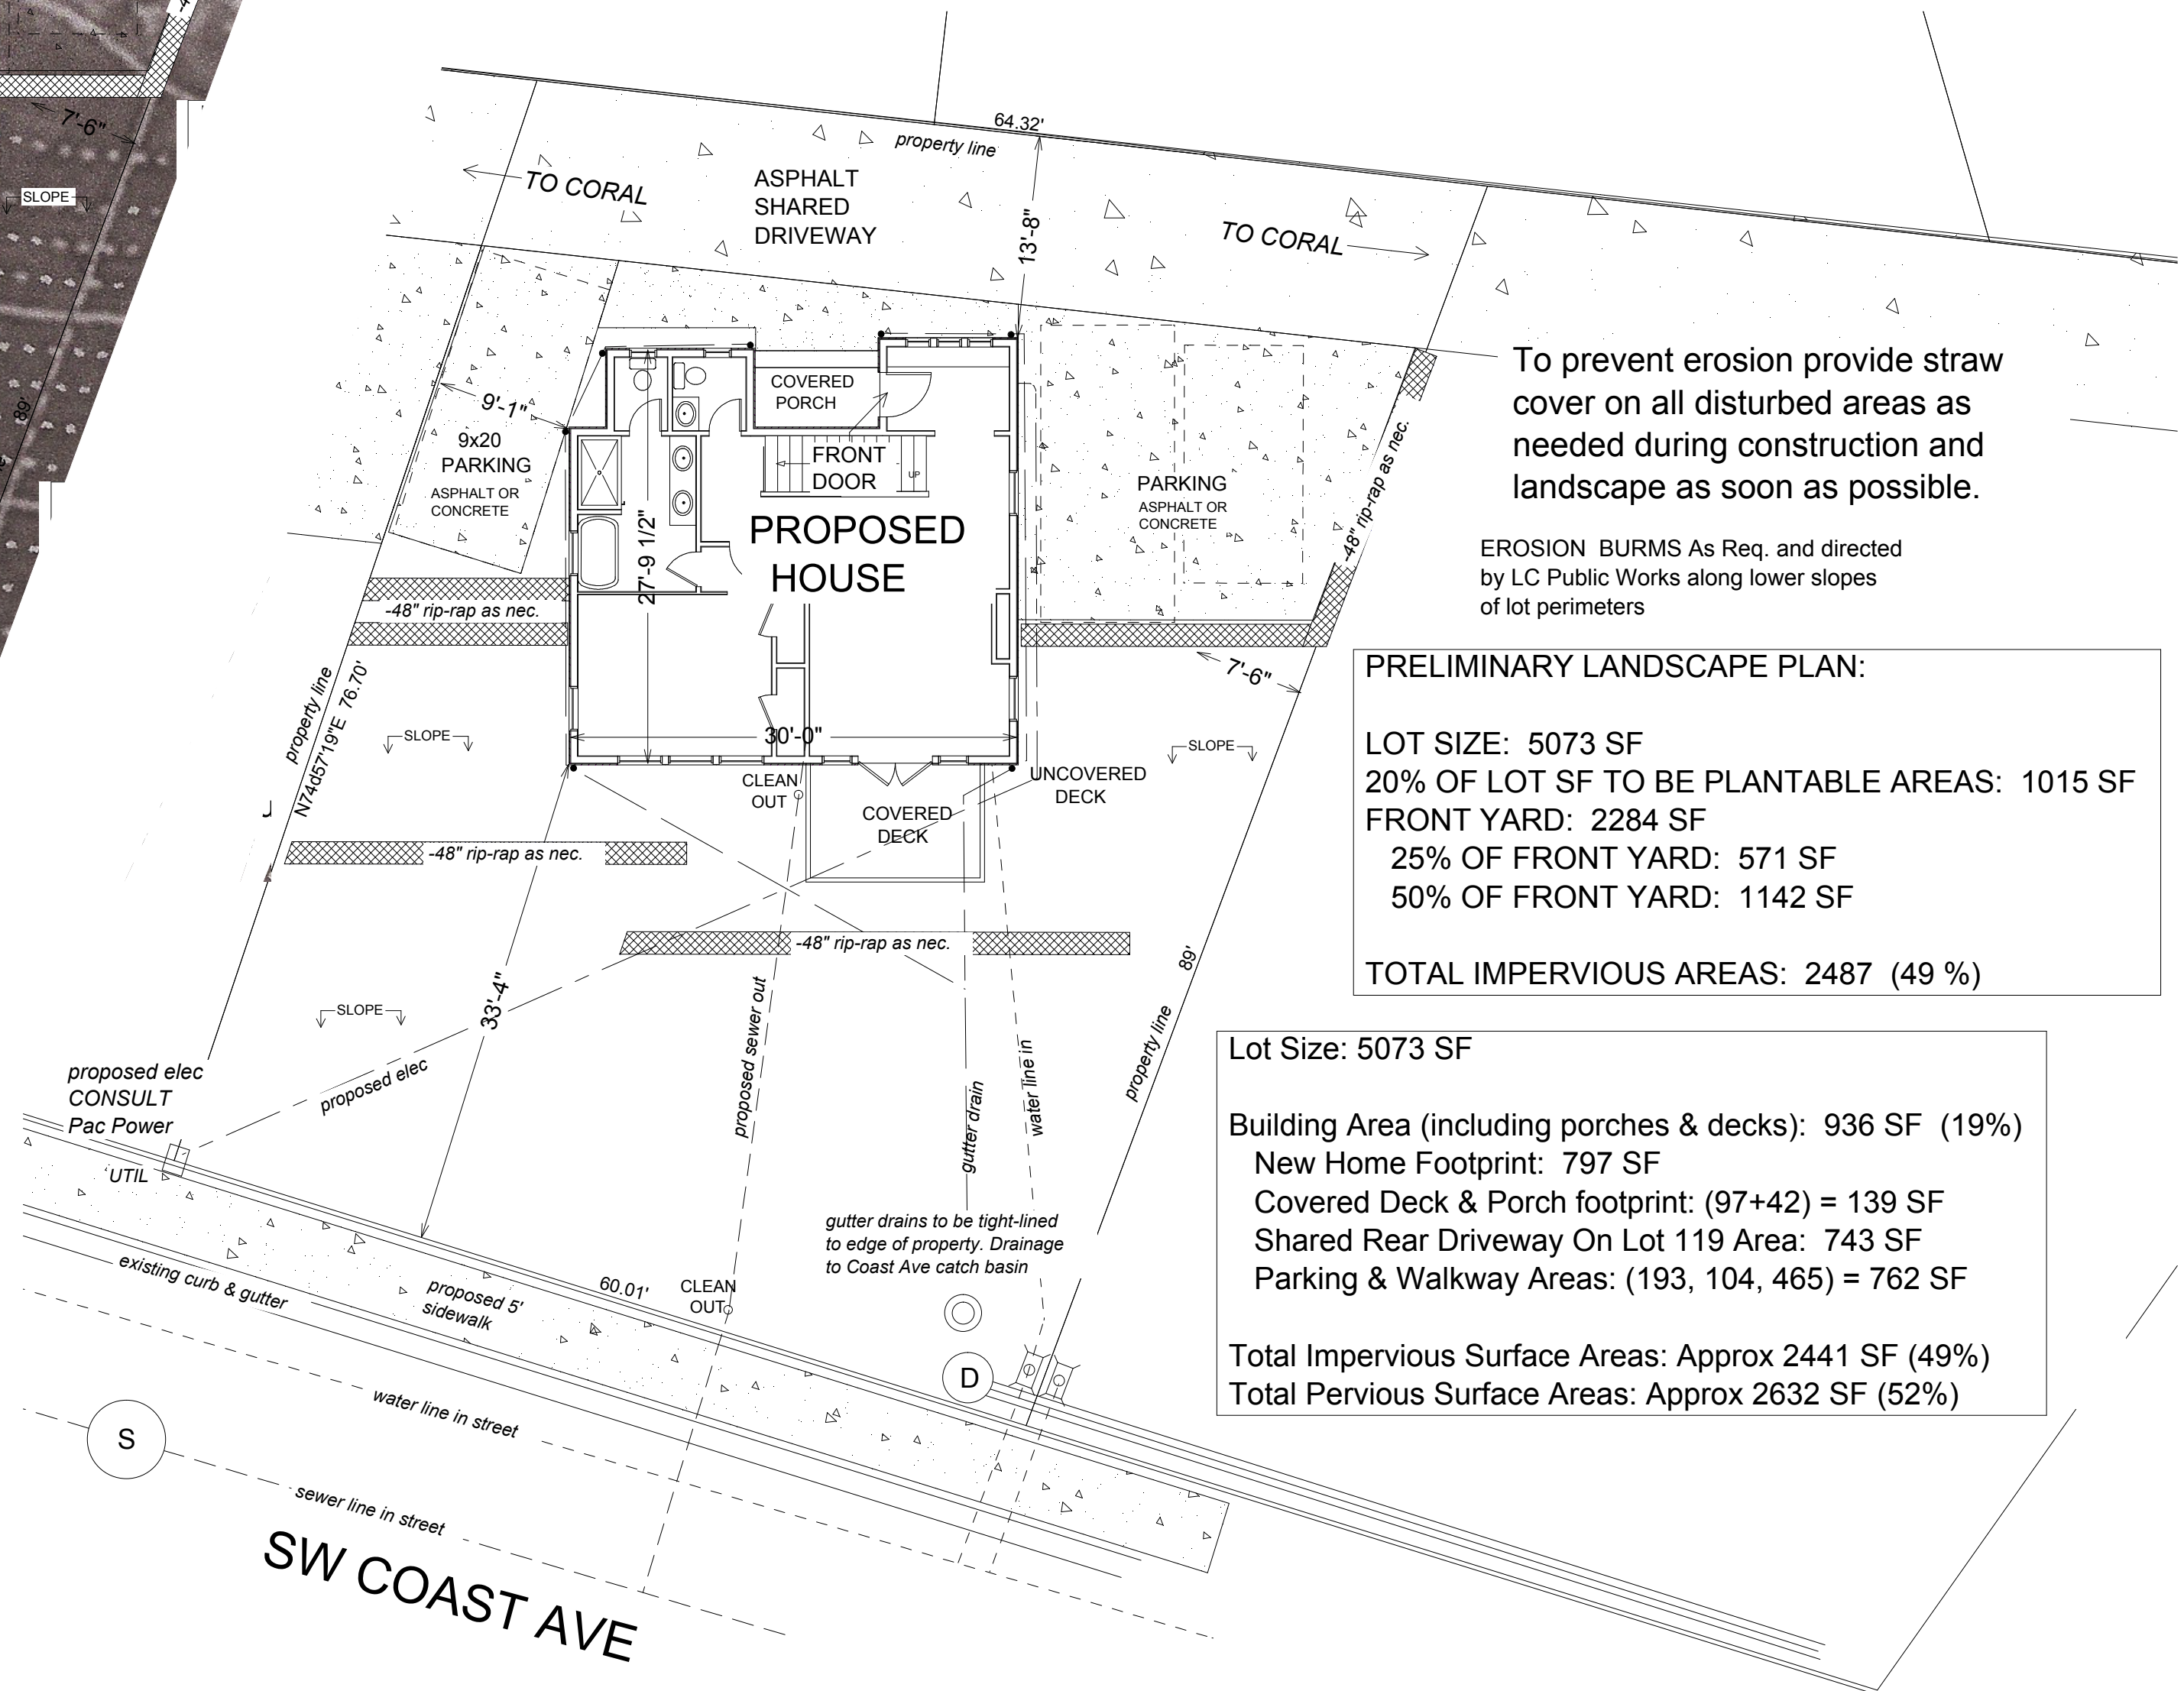 7'-6"
SLOPE
89'
64.32'
property line
TO CORAL
ASPHALT
SHARED
DRIVEWAY
13'-8"
TO CORAL
To prevent erosion provide straw
cover on all disturbed areas as
needed during construction and
landscape as soon as possible.
COVERED
PORCH
9'-1"
9x20
PARKING
ASPHALT OR
CONCRETE
FRONT
DOOR
UP
PARKING
ASPHALT OR
CONCRETE
-48" rip-rap as nec.
27'-9 1/2"
PROPOSED
HOUSE
EROSION BURMS As Req. and directed
by LC Public Works along lower slopes
of lot perimeters
-48" rip-rap as nec.
7'-6"
property line
N74d57'19"E 76.70'
SLOPE
30'-0"
SLOPE
CLEAN
OUT
UNCOVERED
DECK
COVERED
DECK
PRELIMINARY LANDSCAPE PLAN:
LOT SIZE: 5073 SF
20% OF LOT SF TO BE PLANTABLE AREAS: 1015 SF
FRONT YARD: 2284 SF
25% OF FRONT YARD: 571 SF
50% OF FRONT YARD: 1142 SF
TOTAL IMPERVIOUS AREAS: 2487 (49 %)
-48" rip-rap as nec.
-48" rip-rap as nec.
89'
33'-4"
SLOPE
proposed sewer out
property line
proposed elec
CONSULT
Pac Power
proposed elec
gutter drain
water line in
UTIL
Lot Size: 5073 SF
Building Area (including porches & decks): 936 SF (19%)
New Home Footprint: 797 SF
Covered Deck & Porch footprint: (97+42) = 139 SF
Shared Rear Driveway On Lot 119 Area: 743 SF
Parking & Walkway Areas: (193, 104, 465) = 762 SF
Total Impervious Surface Areas: Approx 2441 SF (49%)
Total Pervious Surface Areas: Approx 2632 SF (52%)
gutter drains to be tight-lined
to edge of property. Drainage
to Coast Ave catch basin
existing curb & gutter
proposed 5'
sidewalk
60.01'
CLEAN
OUT
D
water line in street
S
sewer line in street
SW COAST AVE